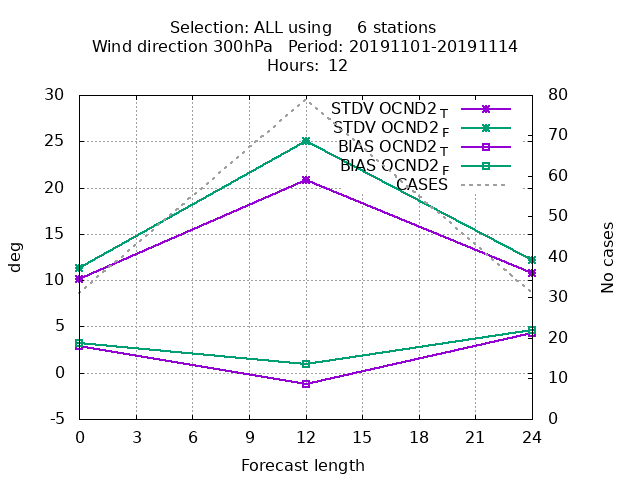 Selection: ALL using 6 stations
Wind direction 300hPa Period: 20191101-20191114
Hours: 12
30
25
20
15
10
5
0
-5
deg
80
70
60
50
40
30
20
10
0
No cases
STDV OCND2 T
STDV OCND2 F
BIAS OCND2 T
BIAS OCND2 F
CASES
0 3 6 9 12 15 18 21 24
Forecast length